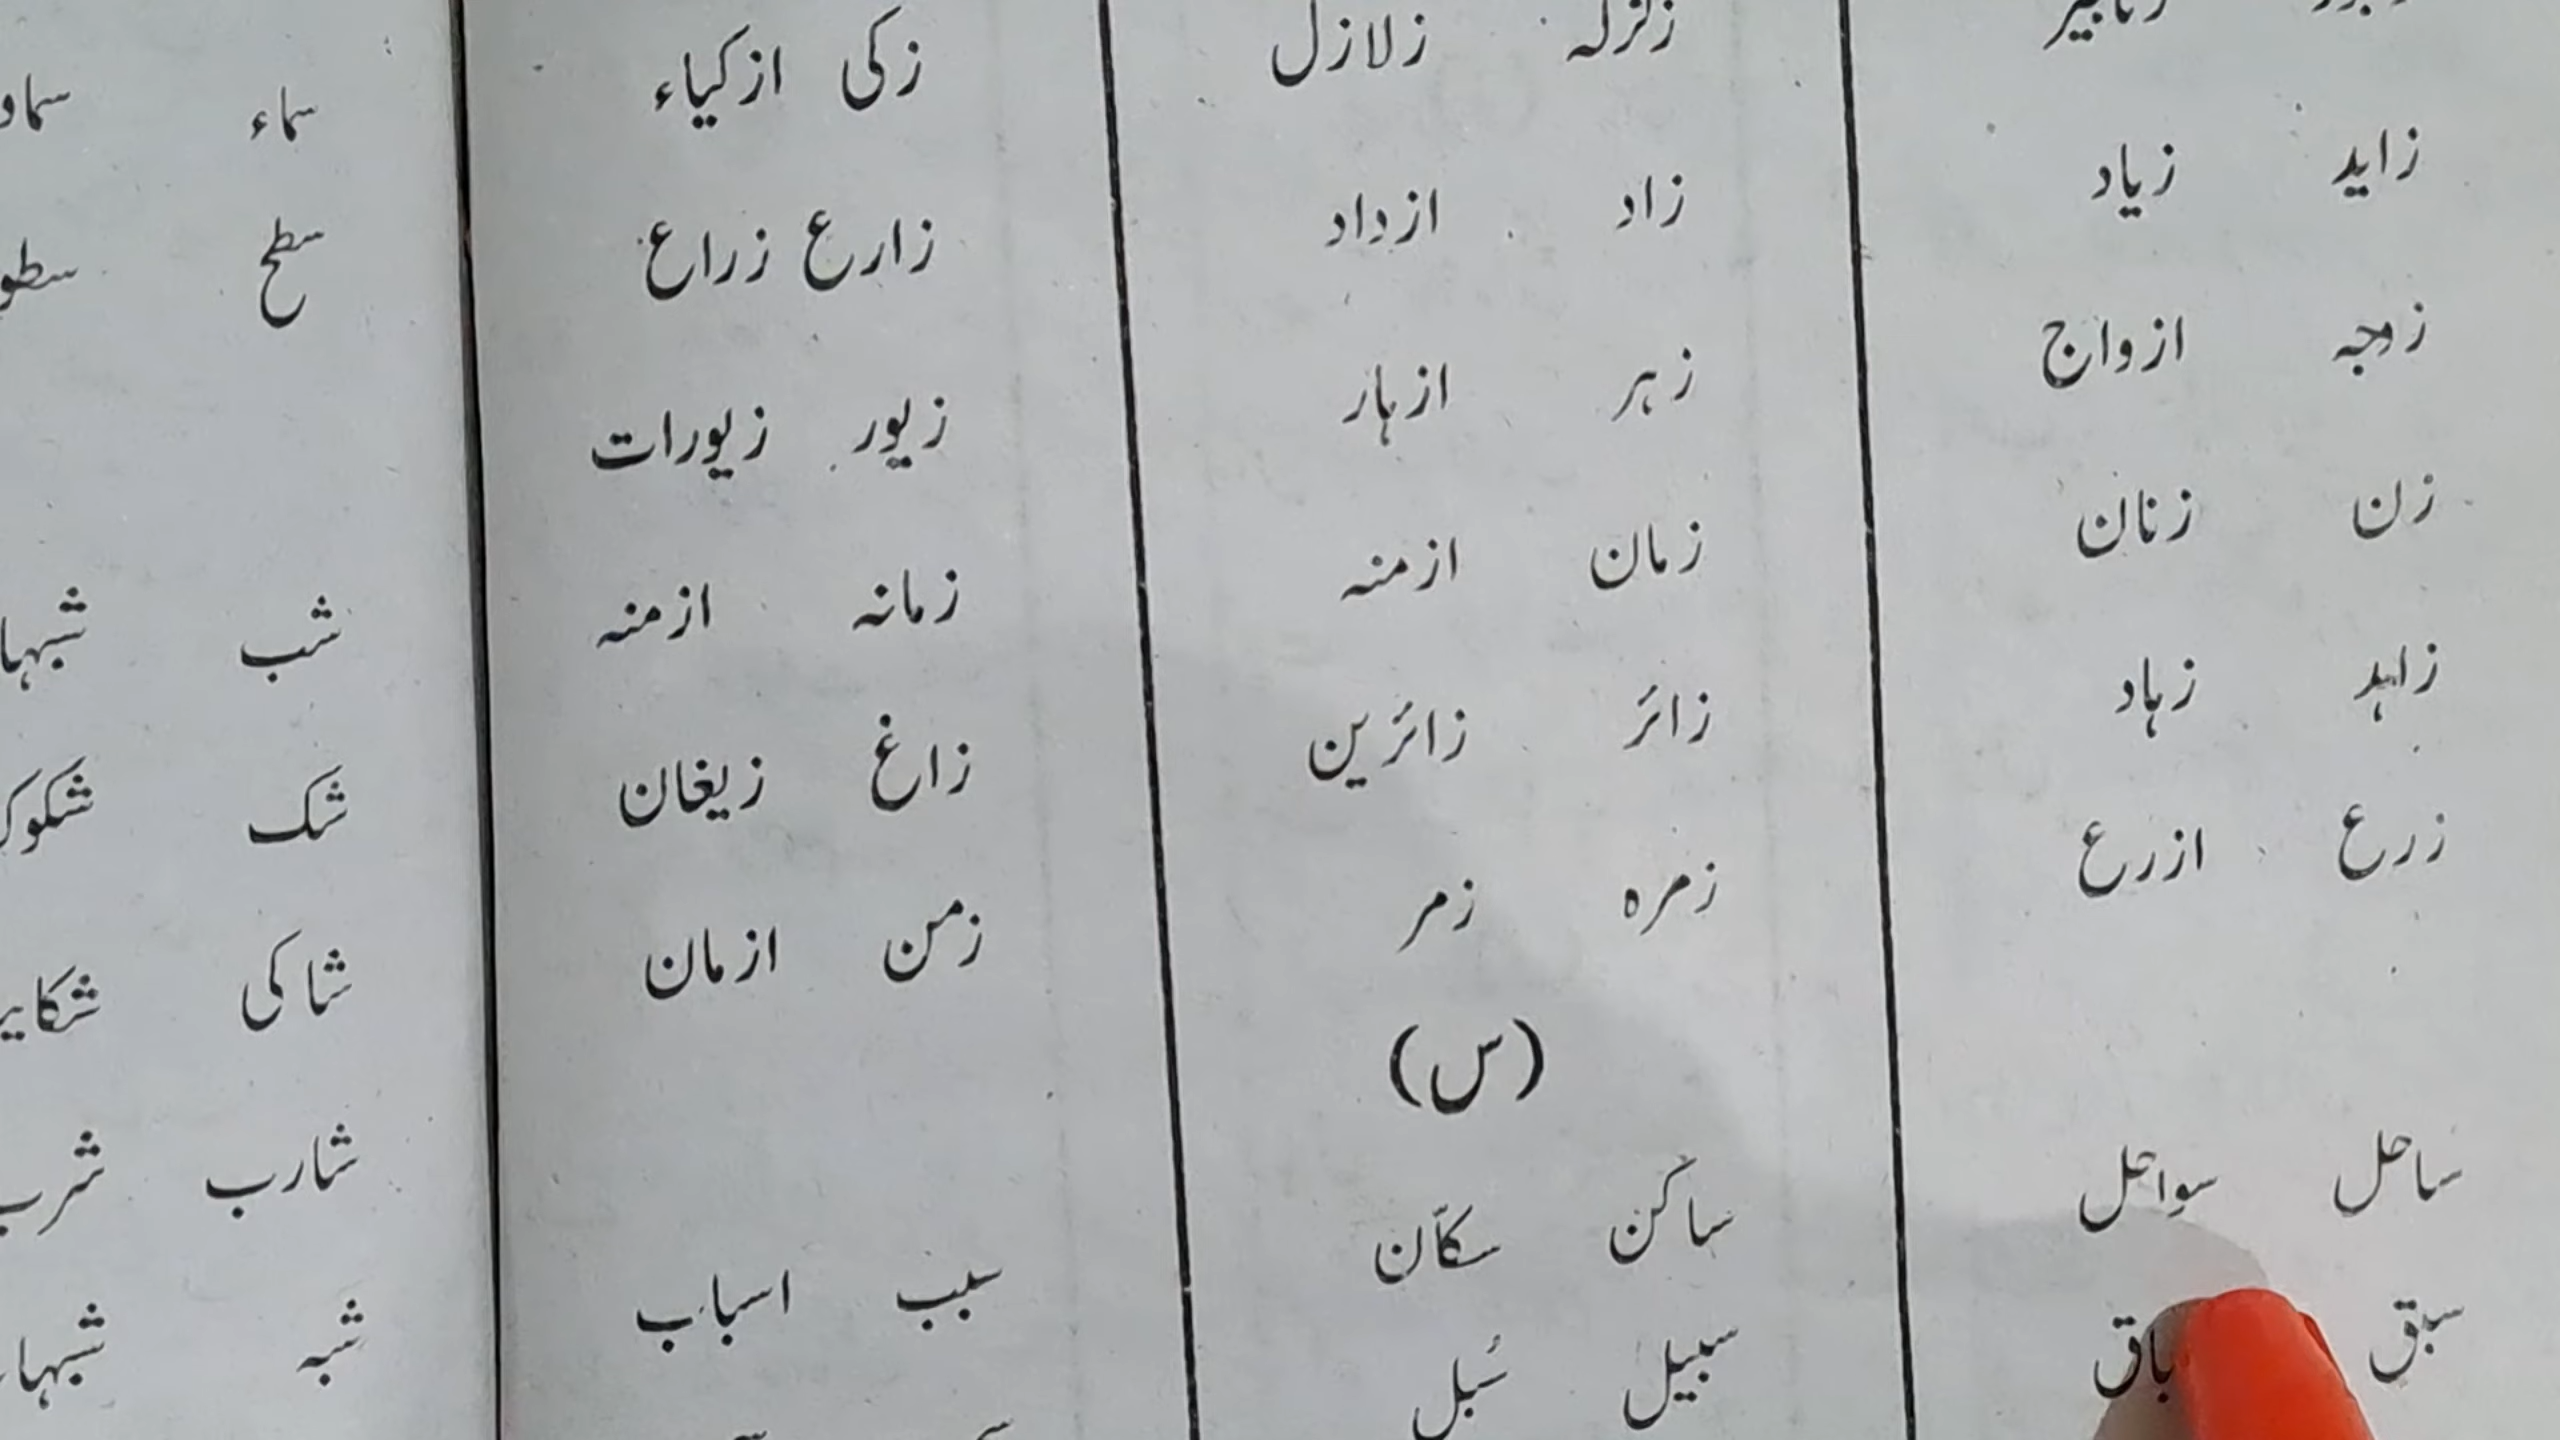 زلزلہ زلازل
زکی ازکیاء
زاید زیاد
زاد ازداد
زارع زراع
زوجہ ازواج
زہر ازہار
زیور زیورات
زن زنان
زمان ازمنہ
زمانہ ازمنہ
زاہد زہاد
زائر زائرین
زاغ زیغان
زرع ازرع
زمرہ زمر
زمن ازمان
(س)
ساحل سواحل
ساکن سکّان
سبب اسباب
سبق
سبیل سُبل
سماء
سطح
شب
شک
شاکی
شارب
شبہ